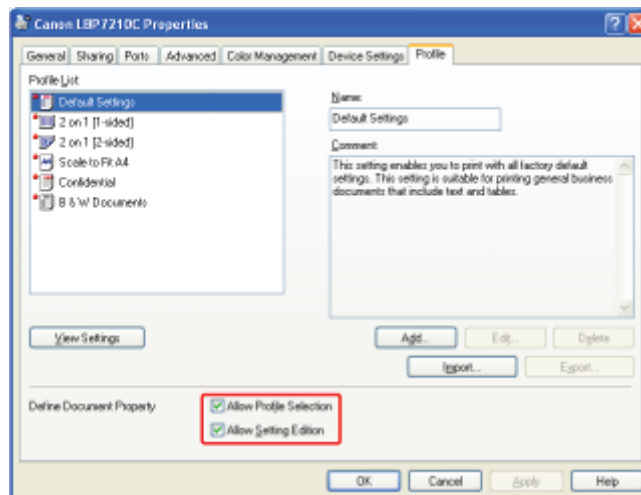 Canon LBP7210C Properties
General Sharing Ports Advanced Color Management Device Settings Profile
Profile List
Default Settings
2 on 1 [1-sided]
2 on 1 [2-sided]
Scale to Fit A4
Confidential
B & W Documents
Name:
Default Settings
Comment:
This setting enables you to print with all factory default
settings. This setting is suitable for printing general business
documents that include text and tables.
View Settings
Add... Edit... Delete
Import... Export...
Define Document Property
Allow Profile Selection
Allow Setting Edition
OK Cancel Apply Help